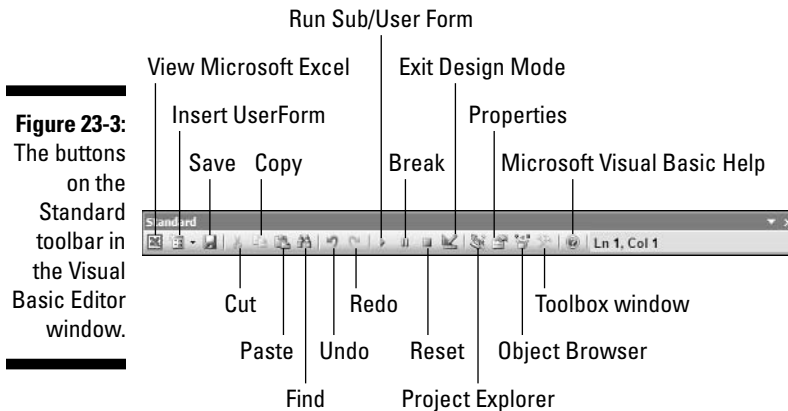 Run Sub/User Form
View Microsoft Excel
Exit Design Mode
Insert UserForm
Properties
Save
Copy
Break
Microsoft Visual Basic Help
Figure 23-3:
The buttons
on the
Standard
toolbar in
the Visual
Basic Editor
window.
Standard
Ln 1, Col 1
Cut
Redo
Toolbox window
Paste
Undo
Reset
Object Browser
Find
Project Explorer